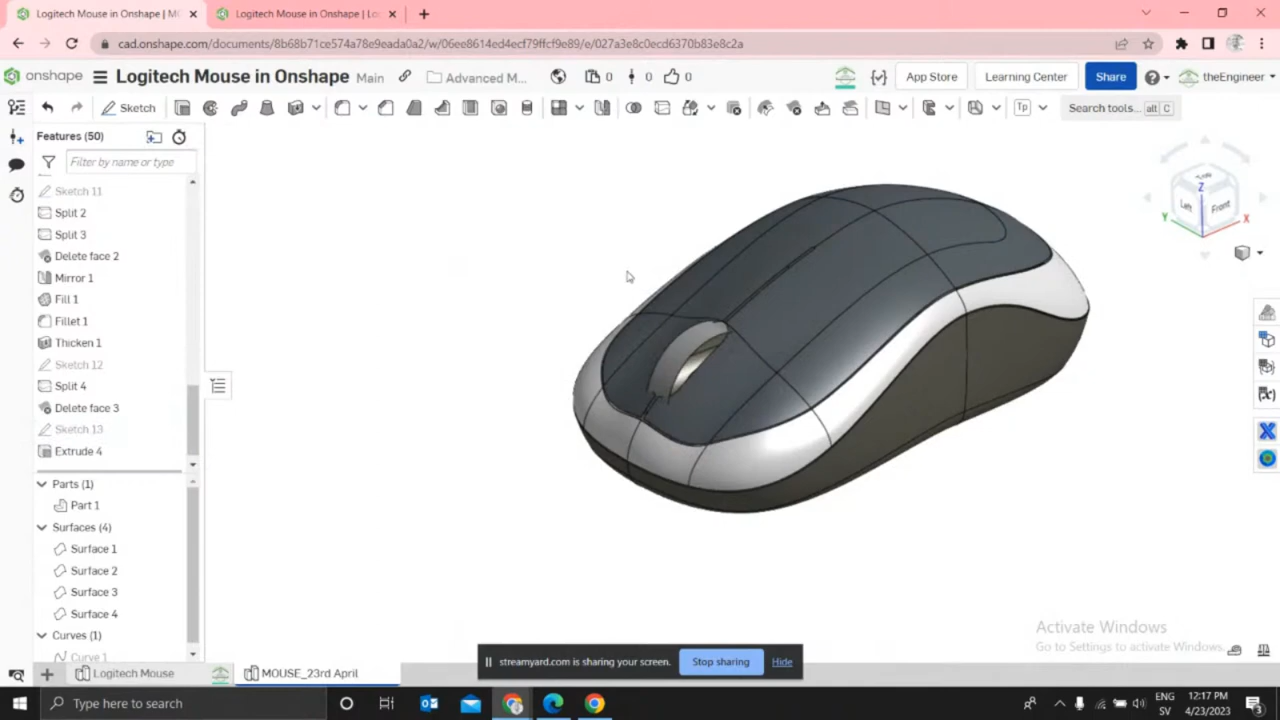 Logitech Mouse in Onshape | M
Logitech Mouse in Onshape | Lo
cad.onshape.com/documents/8b68b71ce574a78e9eada0a2/w/06ee8614ed4ecf79ffcf9e89/e/027a3e8c0ecd6370b83e8c2a
onshape
Logitech Mouse in Onshape Main
Advanced M...
0 0 0
App Store
Learning Center
Share
theEngineer
Sketch
Tp
Search tools... alt C
Features (50)
Filter by name or type
Sketch 11
Split 2
Split 3
Delete face 2
Mirror 1
Fill 1
Fillet 1
Thicken 1
Sketch 12
Split 4
Delete face 3
Sketch 13
Extrude 4
Parts (1)
Part 1
Surfaces (4)
Surface 1
Surface 2
Surface 3
Surface 4
Curves (1)
Curve 1
Top
Left
Front
Z
Y
X
Activate Windows
Go to Settings to activate Windows.
streamyard.com is sharing your screen.
Stop sharing
Hide
Logitech Mouse
MOUSE_23rd April
Type here to search
ENG
SV
12:17 PM
4/23/2023
3